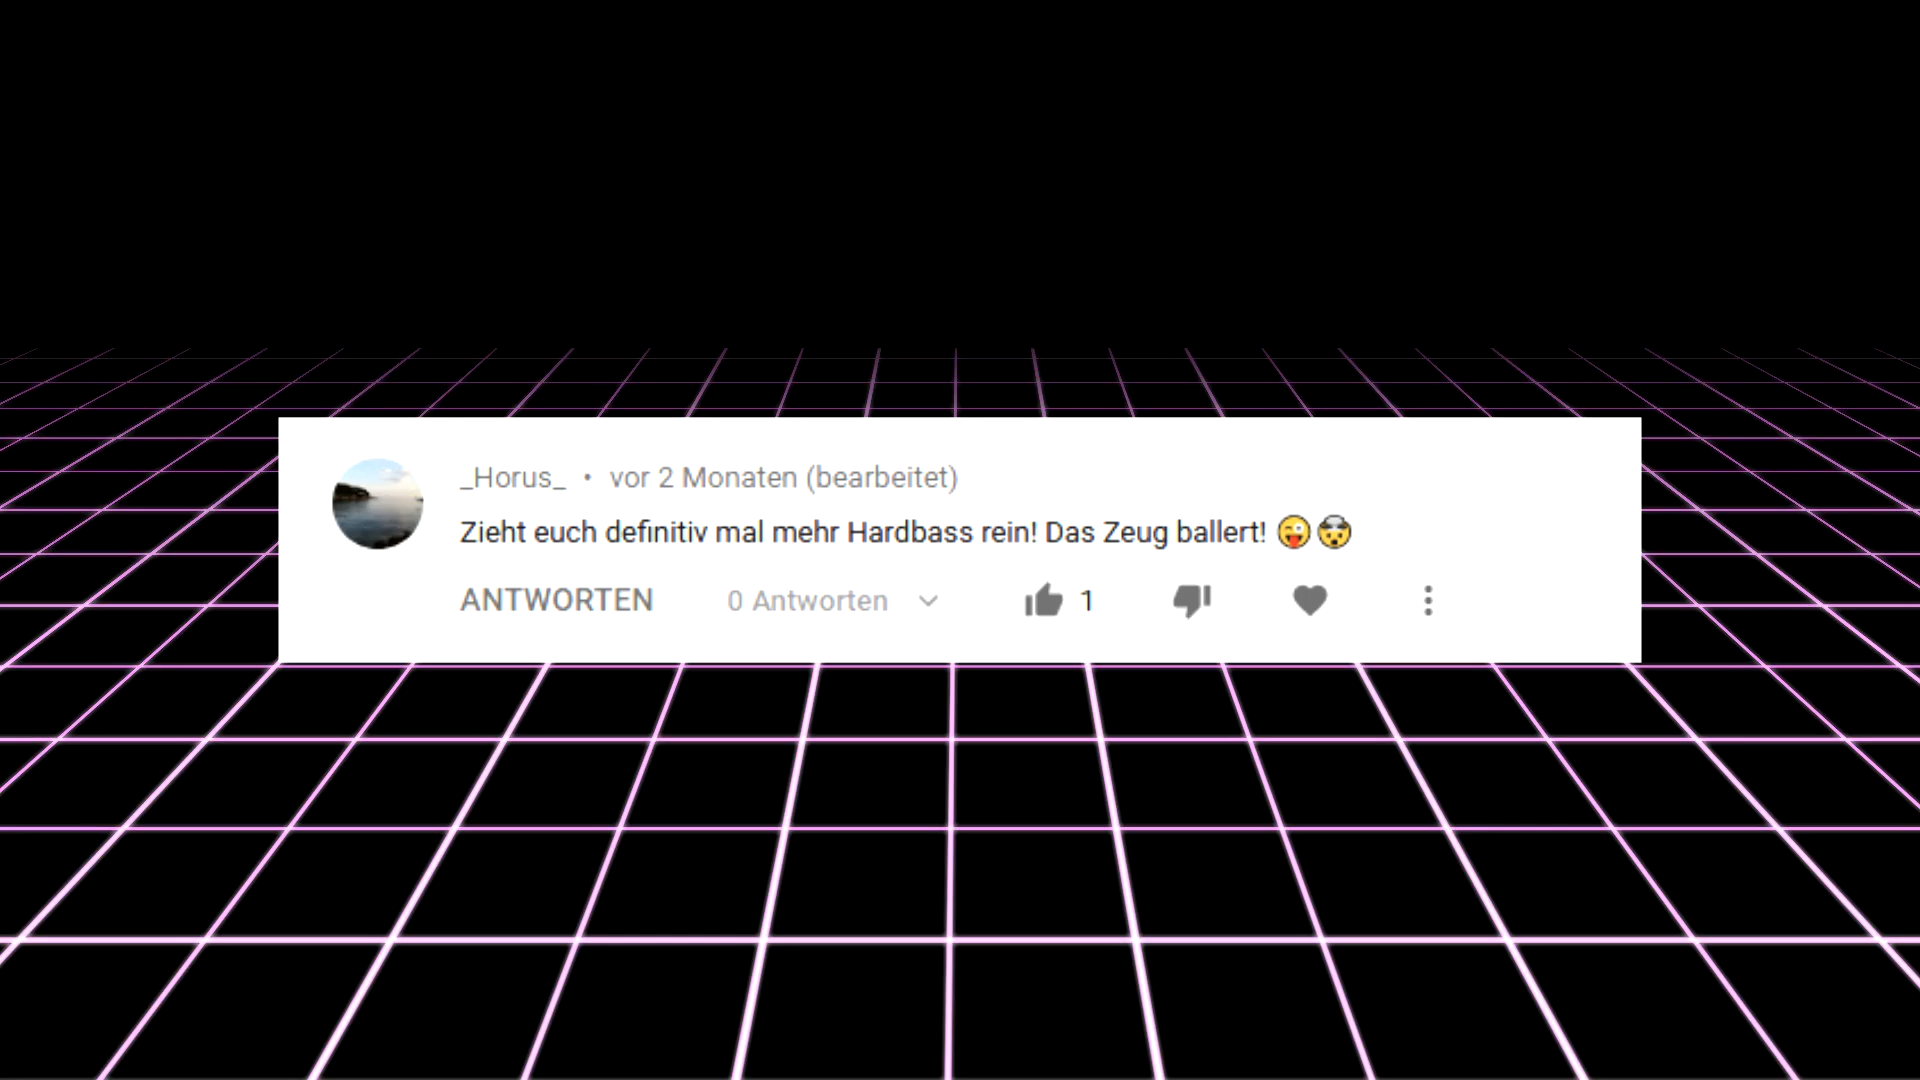 _Horus_ • vor 2 Monaten (bearbeitet)
Zieht euch definitiv mal mehr Hardbass rein! Das Zeug ballert! 😜🤯
ANTWORTEN 0 Antworten 1